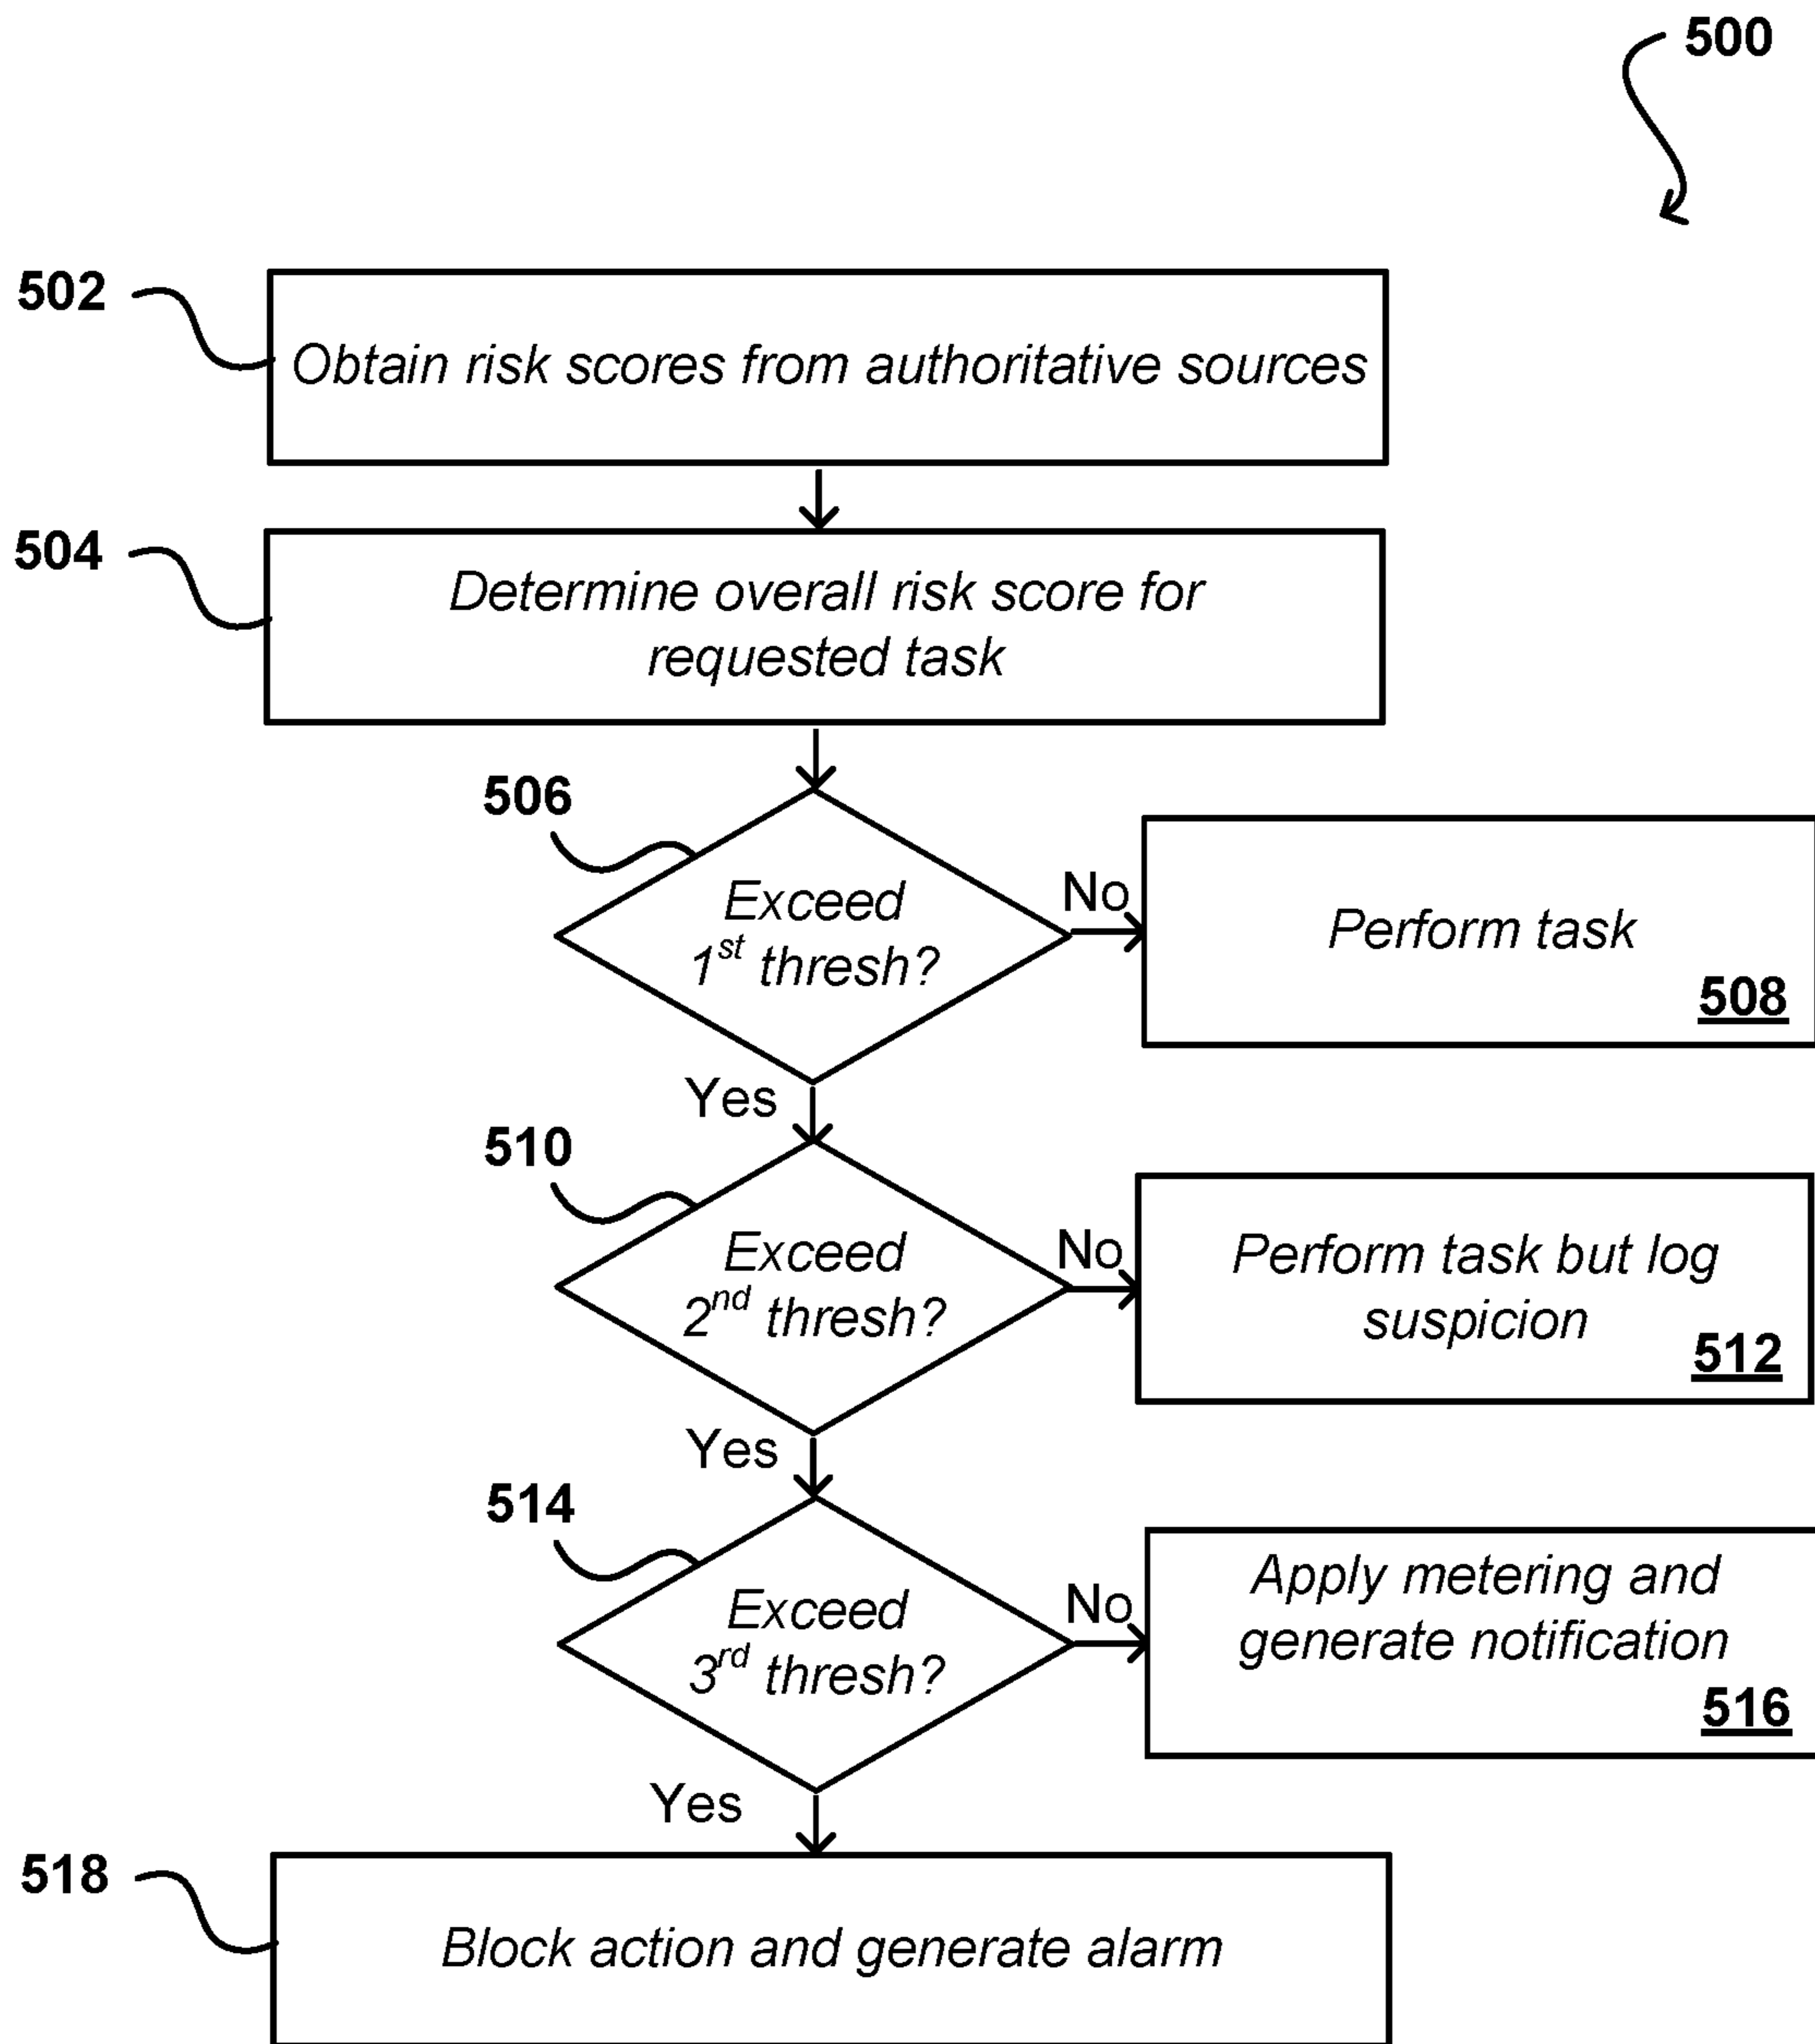 500
502
Obtain risk scores from authoritative sources
504
Determine overall risk score for
requested task
506
Exceed
1st thresh?
No
Perform task
508
Yes
510
Exceed
2nd thresh?
No
Perform task but log
suspicion
512
Yes
514
Exceed
3rd thresh?
No
Apply metering and
generate notification
516
Yes
518
Block action and generate alarm